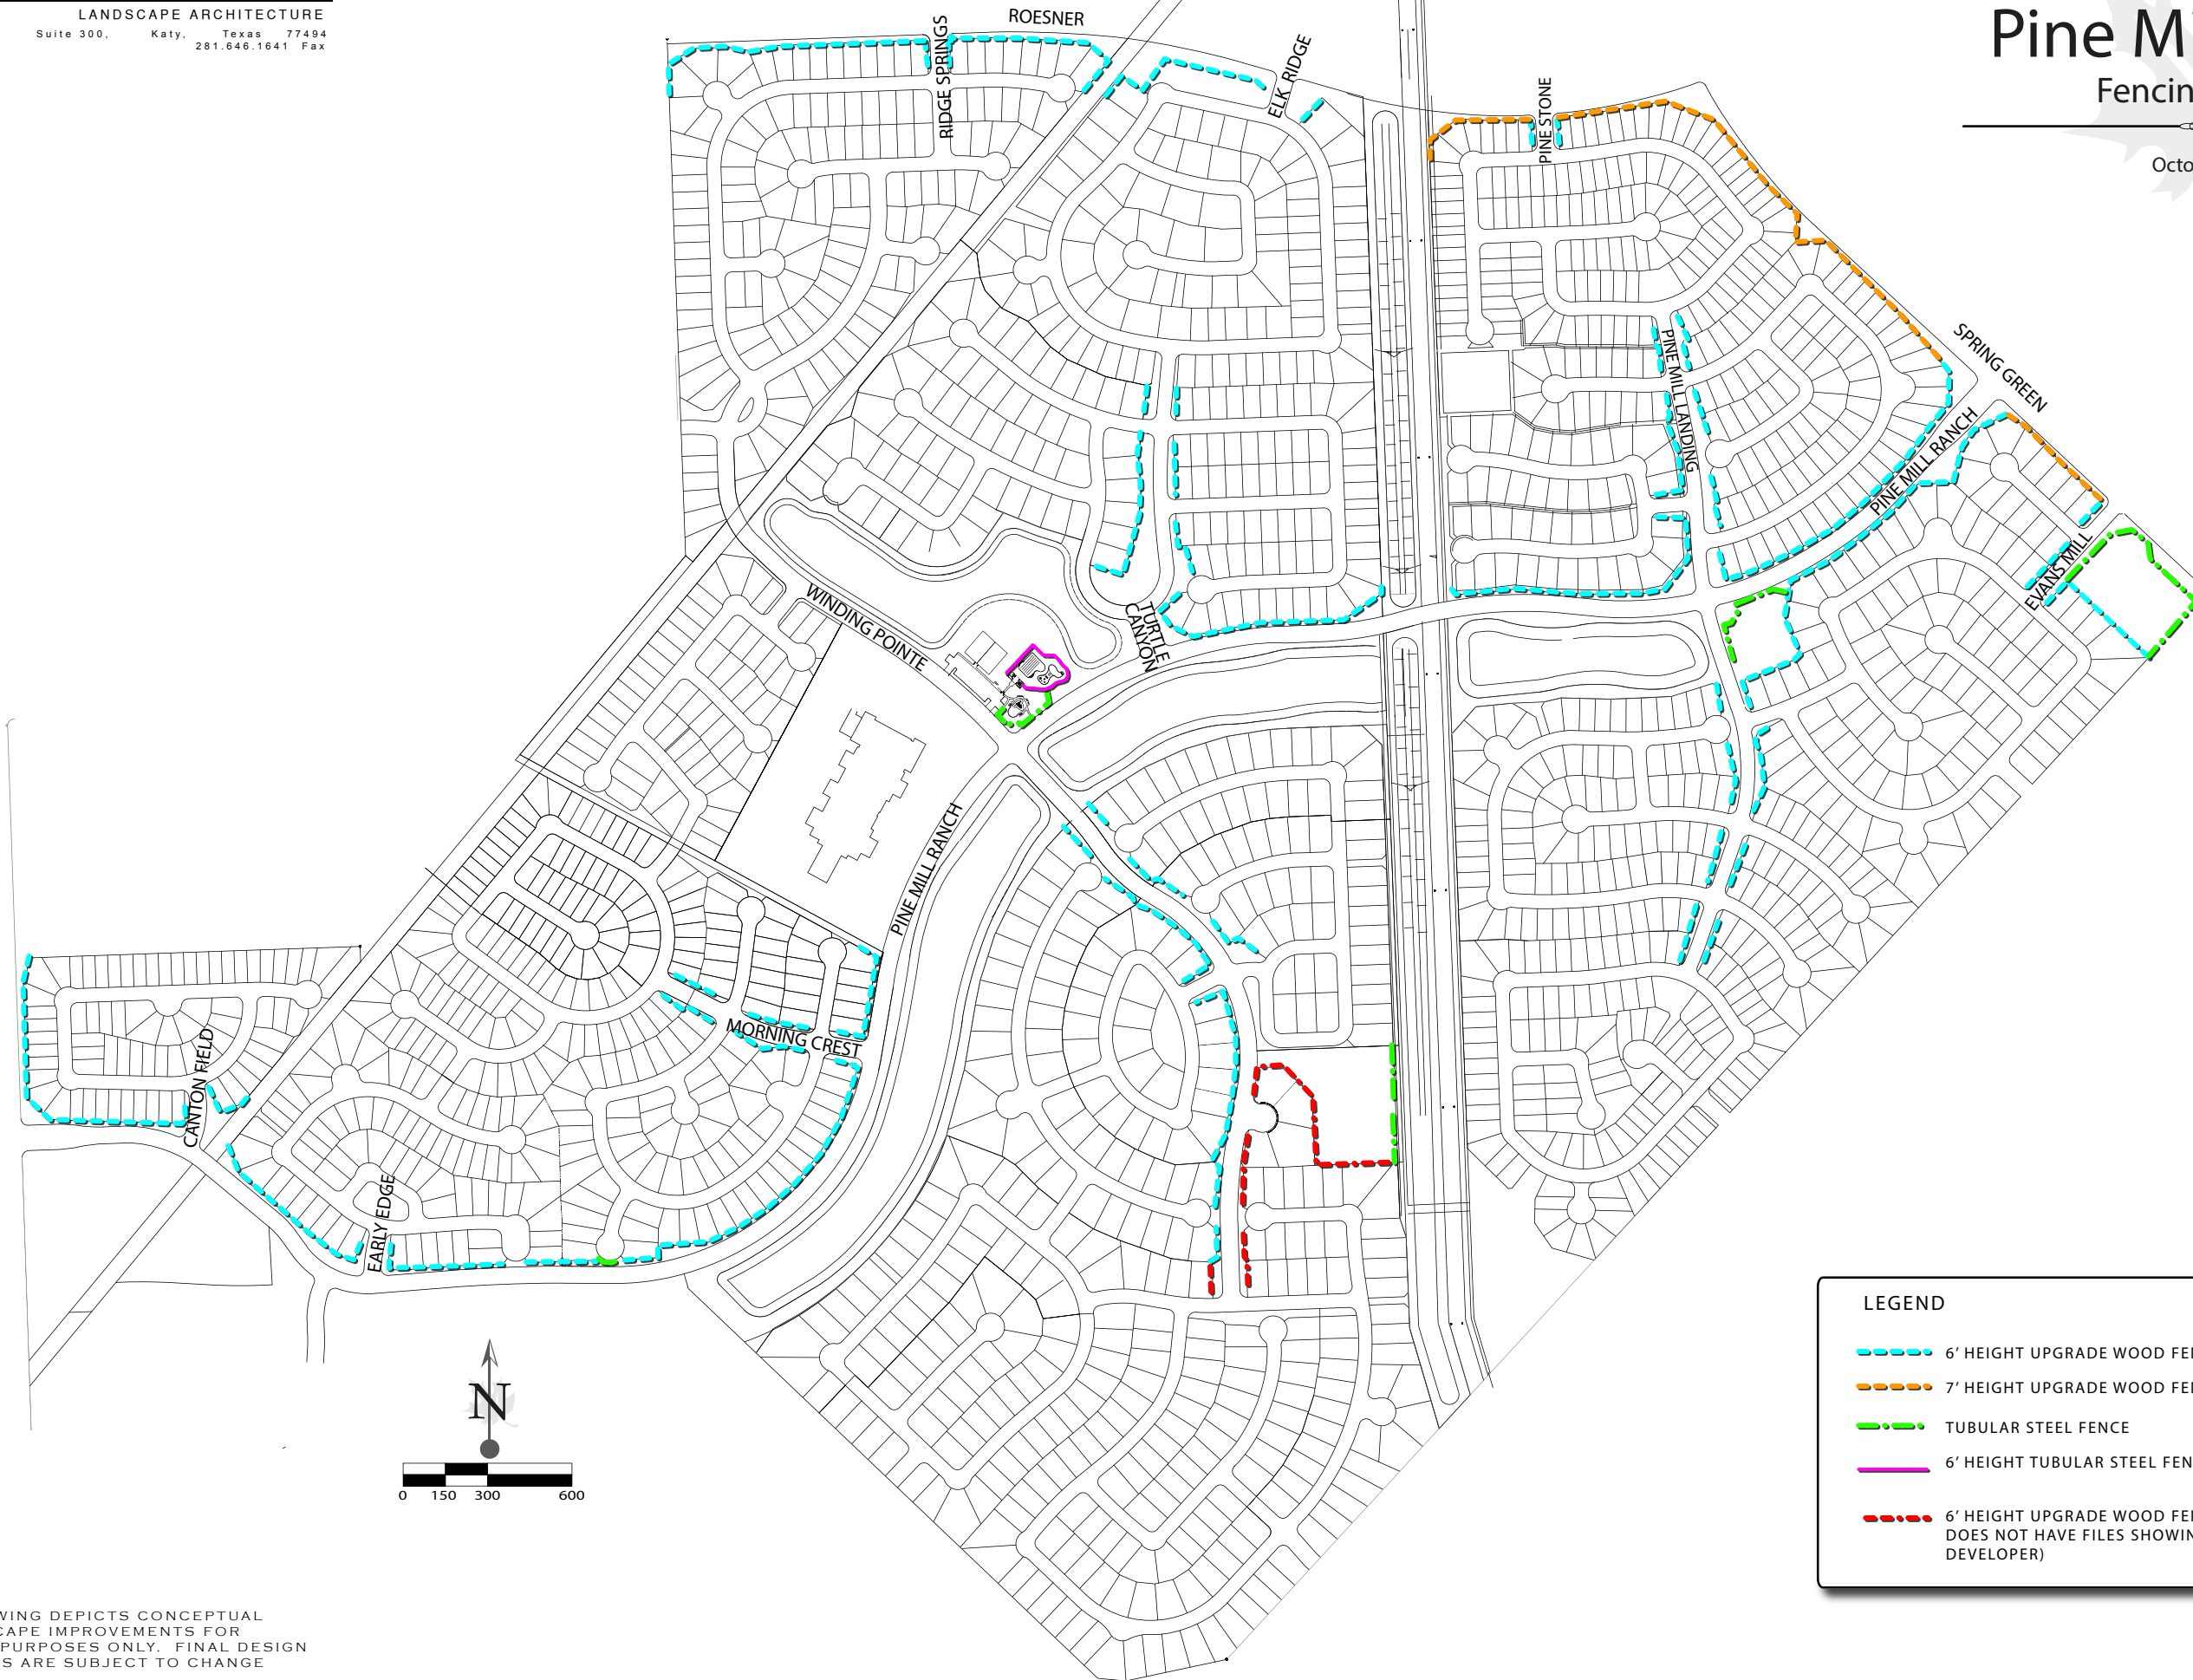 LANDSCAPE ARCHITECTURE
Suite 300, Katy, Texas 77494
281.646.1641 Fax
Pine M
Fencin
Octo
ROESNER
RIDGE SPRINGS
ELK RIDGE
PINE STONE
SPRING GREEN
PINE MILL LANDING
PINE MILL RANCH
EVANS MILL
WINDING POINTE
TURTLE
CANYON
PINE MILL RANCH
MORNING CREST
CANTON FIELD
EARLY EDGE
N
0 150 300 600
LEGEND
6' HEIGHT UPGRADE WOOD FE
7' HEIGHT UPGRADE WOOD FE
TUBULAR STEEL FENCE
6' HEIGHT TUBULAR STEEL FEN
6' HEIGHT UPGRADE WOOD FE
DOES NOT HAVE FILES SHOWIN
DEVELOPER)
WING DEPICTS CONCEPTUAL
CAPE IMPROVEMENTS FOR
PURPOSES ONLY. FINAL DESIGN
S ARE SUBJECT TO CHANGE